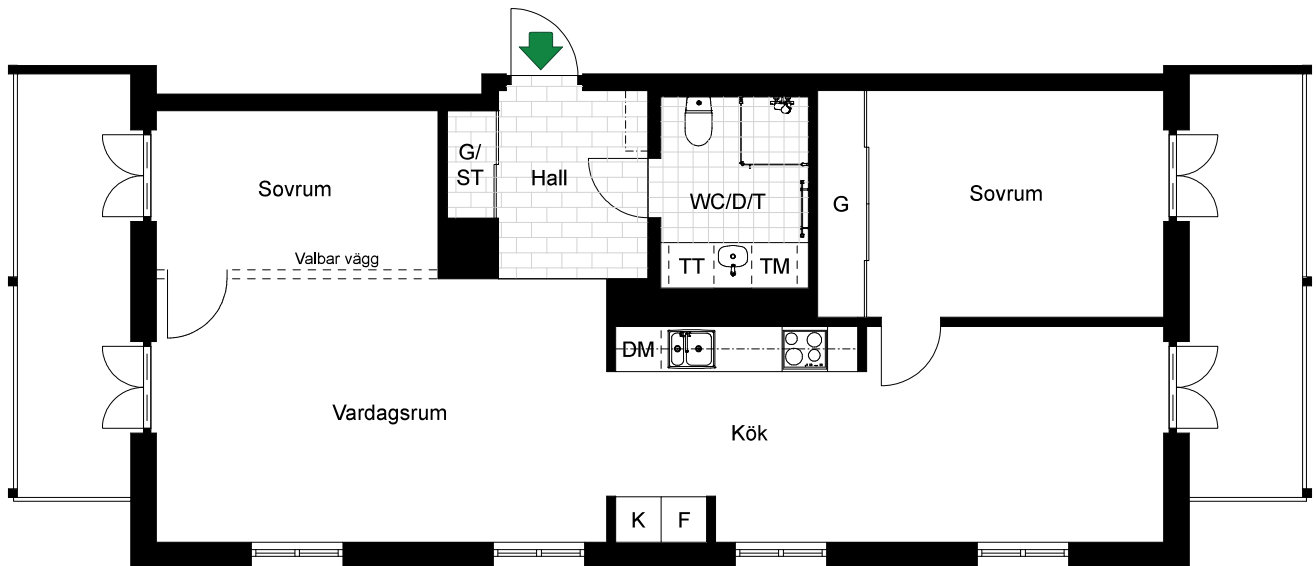 G/
ST
Hall
Sovrum
WC/D/T
G
Sovrum
Valbar vägg
TT
TM
DM
Vardagsrum
Kök
K
F